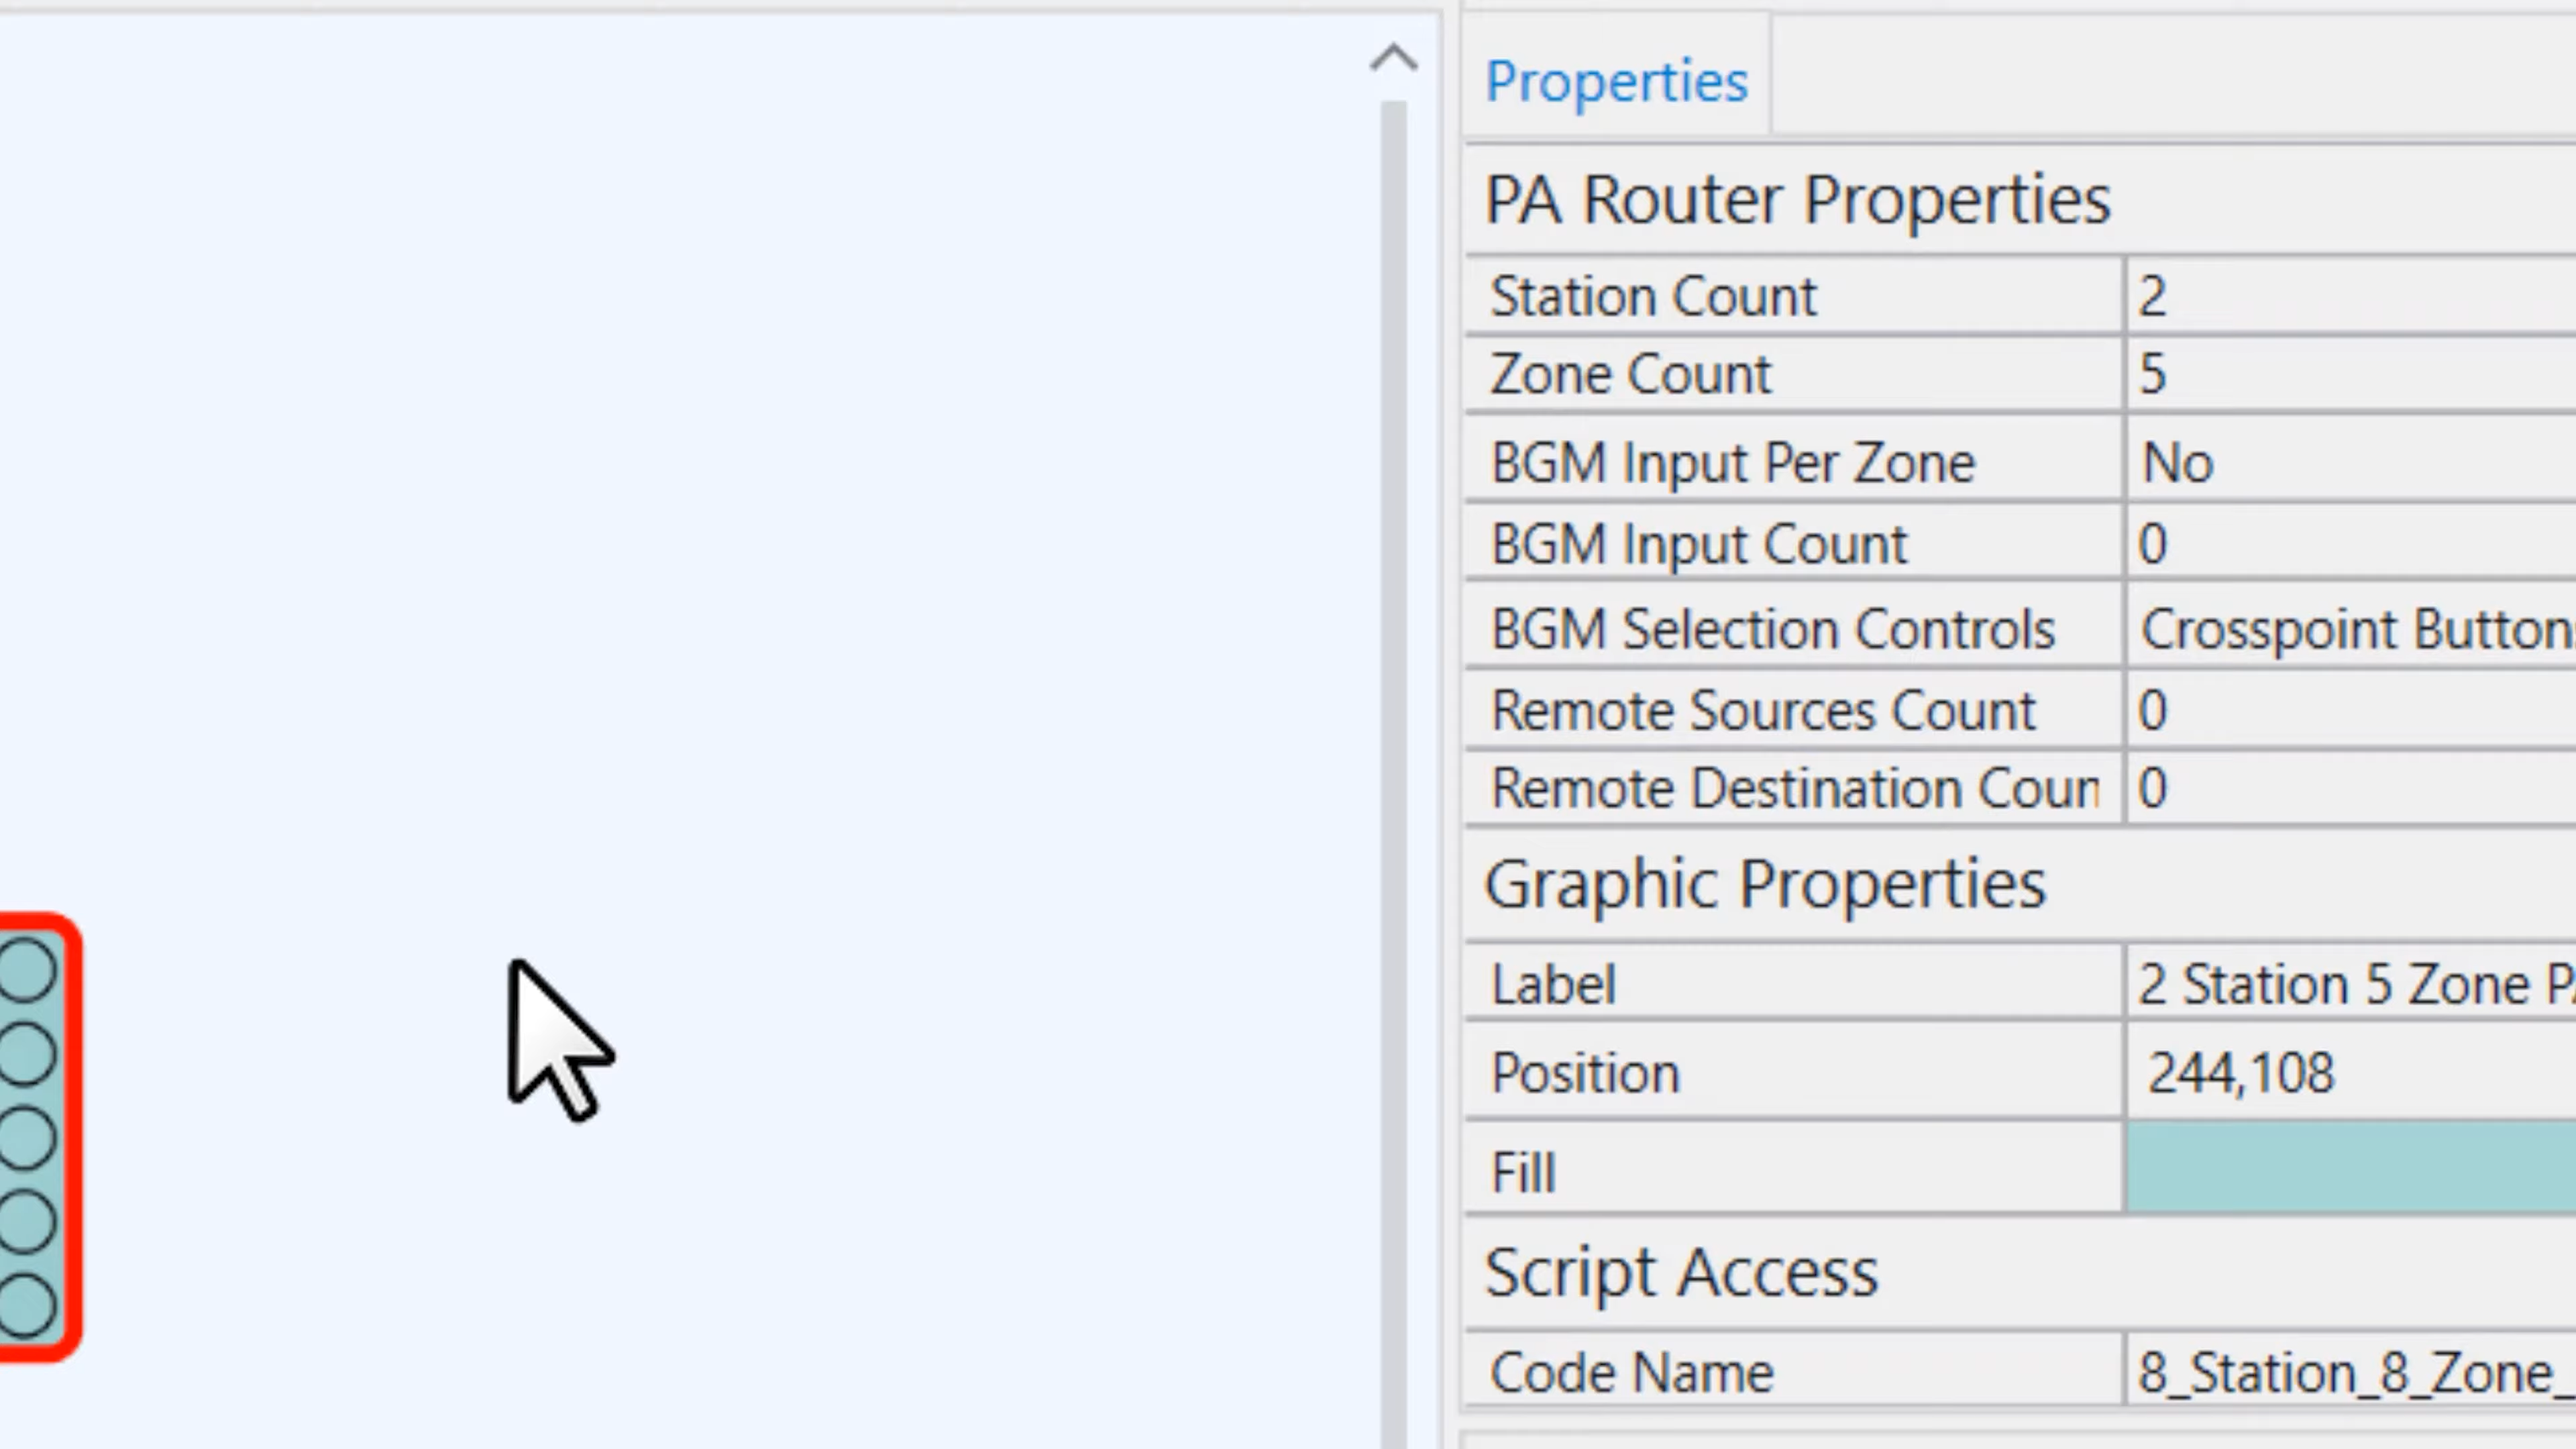 Properties
PA Router Properties
Station Count 2
Zone Count 5
BGM Input Per Zone No
BGM Input Count 0
BGM Selection Controls Crosspoint Button
Remote Sources Count 0
Remote Destination Coun 0
Graphic Properties
Label 2 Station 5 Zone PA
Position 244,108
Fill
Script Access
Code Name 8_Station_8_Zone_